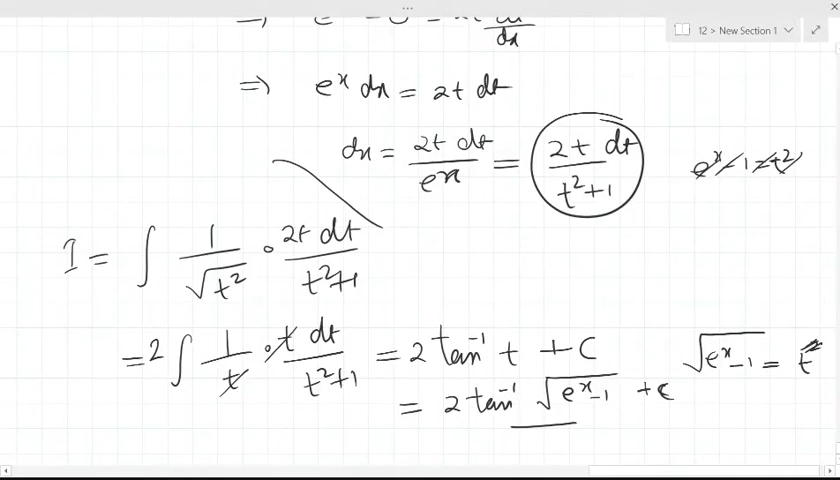 12 > New Section 1
dx
⇒ eˣ dx = 2t dt
dx = 2t dt / eˣ = 2t dt / t²+1 eˣ-1 = t²
I = ∫ 1/√t² · 2t dt / t²+1
= 2 ∫ 1/t · t dt / t²+1 = 2 tan⁻¹ t + C √eˣ-1 = t
= 2 tan⁻¹ √eˣ-1 + c